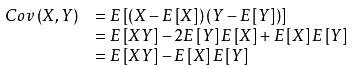 Cov (X, Y) = E [(X − E [X]) (Y − E [Y])]
= E [XY] − 2E [Y] E [X] + E [X] E [Y]
= E [XY] − E [X] E [Y]